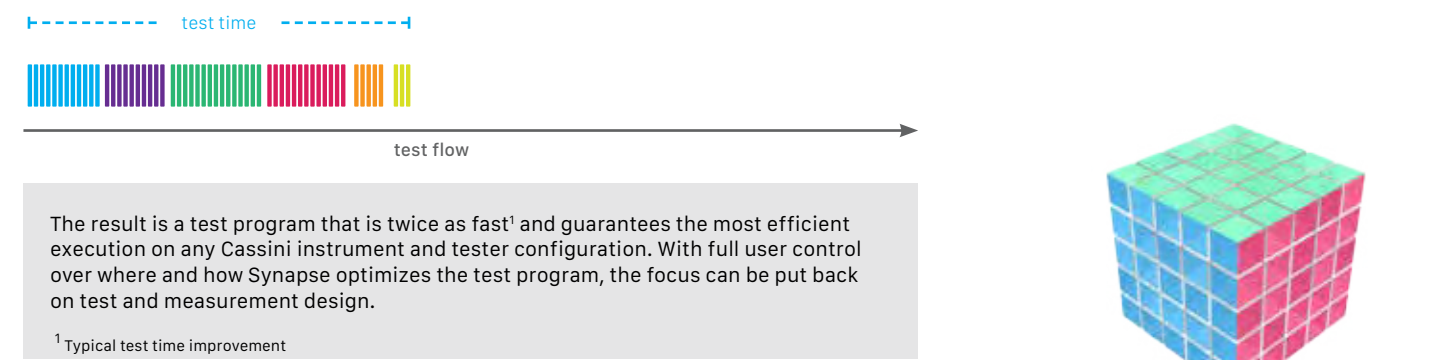 test time
test flow
The result is a test program that is twice as fast¹ and guarantees the most efficient
execution on any Cassini instrument and tester configuration. With full user control
over where and how Synapse optimizes the test program, the focus can be put back
on test and measurement design.
¹ Typical test time improvement